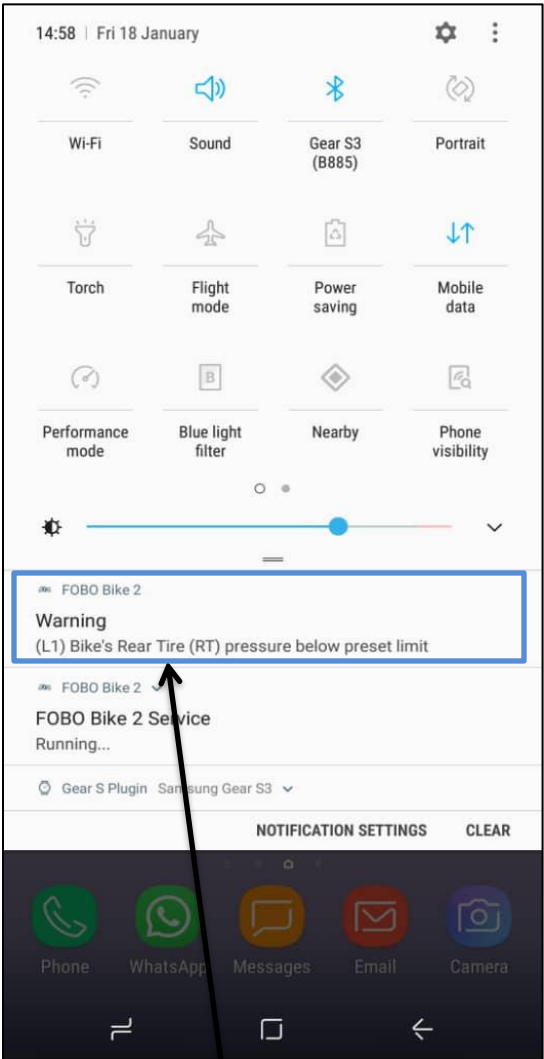 14:58 | Fri 18 January
Wi-Fi Sound Gear S3 Portrait
(B885)
Torch Flight Power Mobile
mode saving data
B
Performance Blue light Nearby Phone
mode filter visibility
FOBO Bike 2
Warning
(L1) Bike's Rear Tire (RT) pressure below preset limit
FOBO Bike 2
FOBO Bike 2 Service
Running...
Gear S Plugin Samsung Gear S3
NOTIFICATION SETTINGS CLEAR
Phone WhatsApp Messages Email Camera